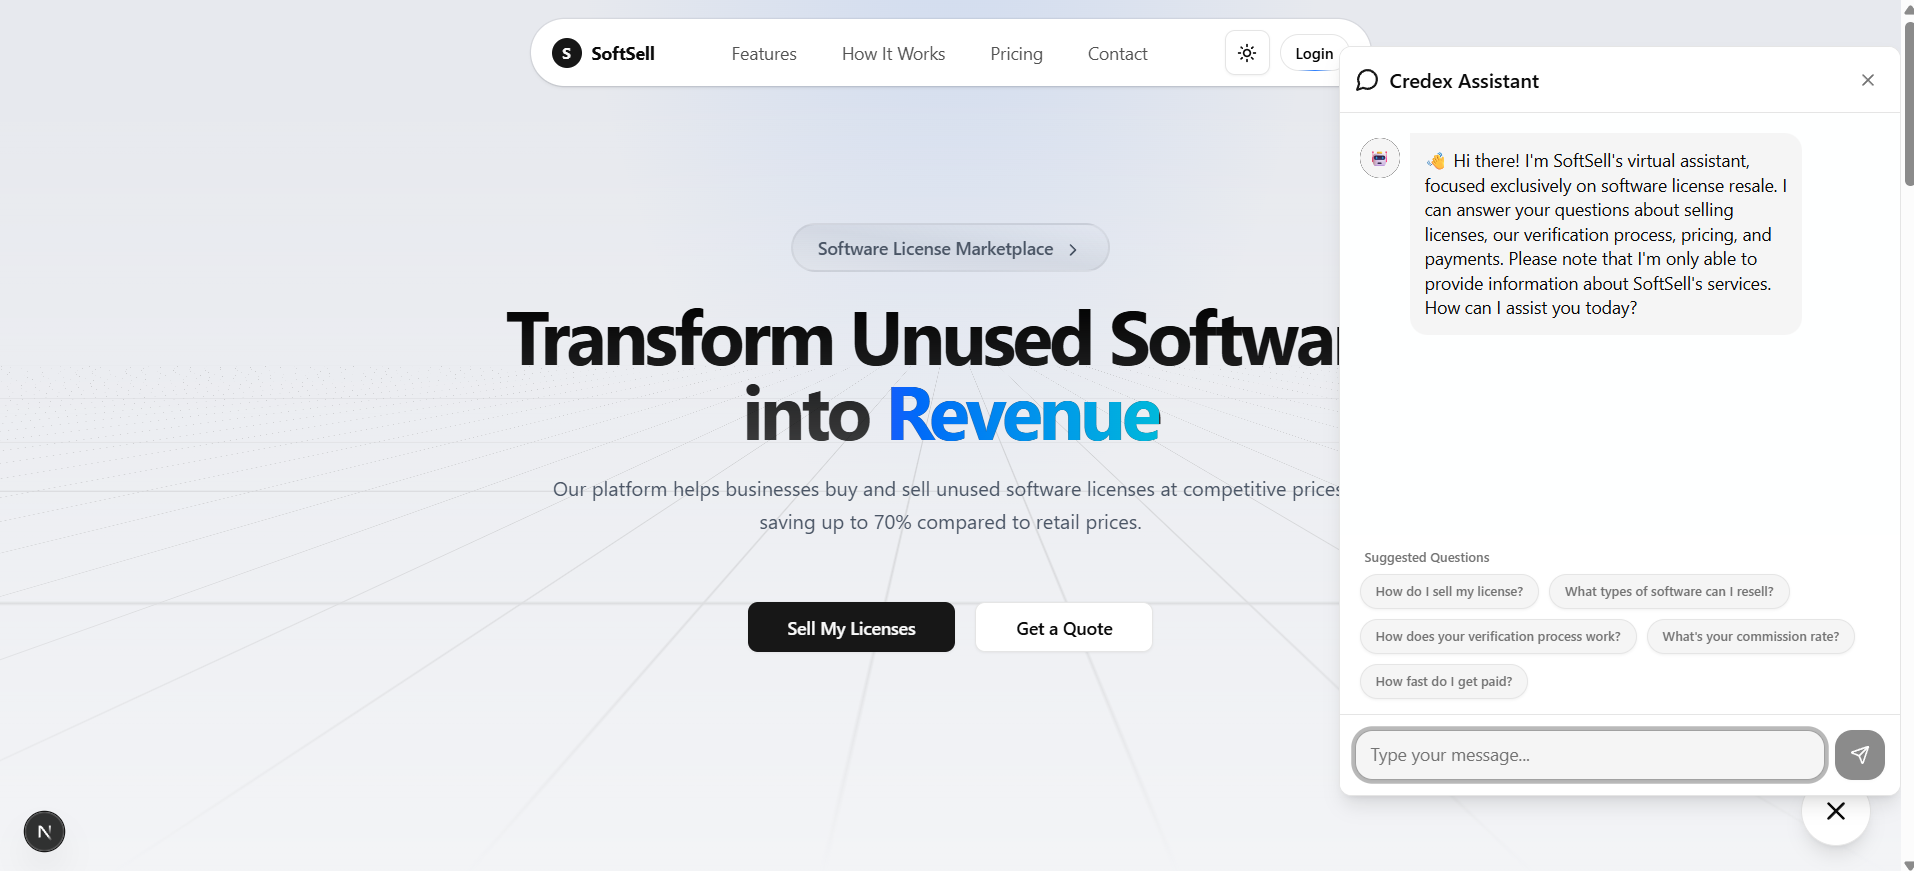 S SoftSell
Features
How It Works
Pricing
Contact
Login
Software License Marketplace
Transform Unused Softwar
into Revenue
Our platform helps businesses buy and sell unused software licenses at competitive prices
saving up to 70% compared to retail prices.
Sell My Licenses
Get a Quote
N
Credex Assistant
👋 Hi there! I'm SoftSell's virtual assistant,
focused exclusively on software license resale. I
can answer your questions about selling
licenses, our verification process, pricing, and
payments. Please note that I'm only able to
provide information about SoftSell's services.
How can I assist you today?
Suggested Questions
How do I sell my license?
What types of software can I resell?
How does your verification process work?
What's your commission rate?
How fast do I get paid?
Type your message...